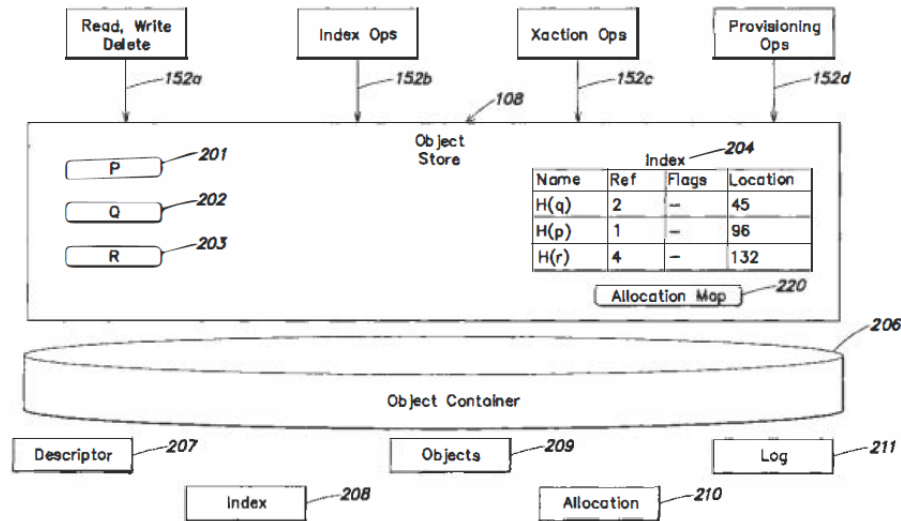 Read, Write
Delete
Index Ops
Xaction Ops
Provisioning
Ops
152a
152b
108
152c
152d
Object
Store
P
201
Q
202
R
203
Index
204
Name Ref Flags Location
H(q) 2 – 45
H(p) 1 – 96
H(r) 4 – 132
Allocation Map
220
206
Object Container
Descriptor
207
Objects
209
Log
211
Index
208
Allocation
210